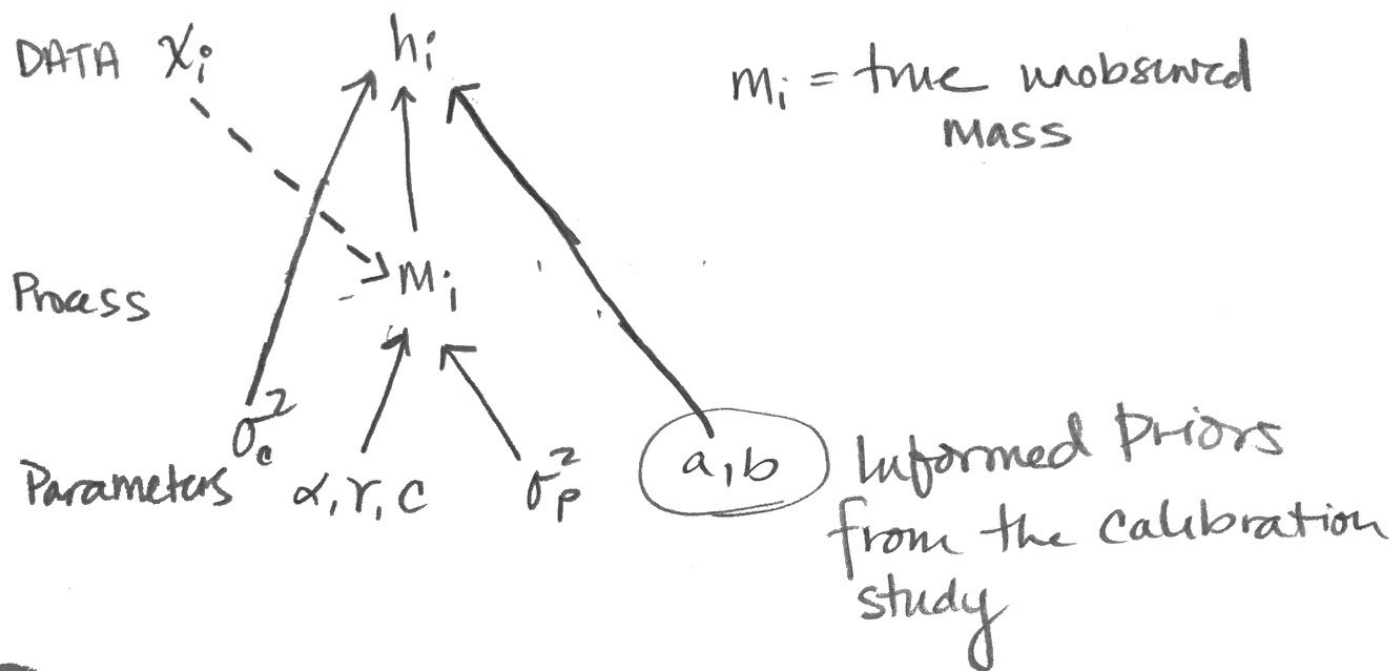 DATA xᵢ hᵢ
mᵢ = true unobserved
mass
Process mᵢ
Parameters σ²c α, γ, c σ²p a, b
Informed Priors
from the calibration
study